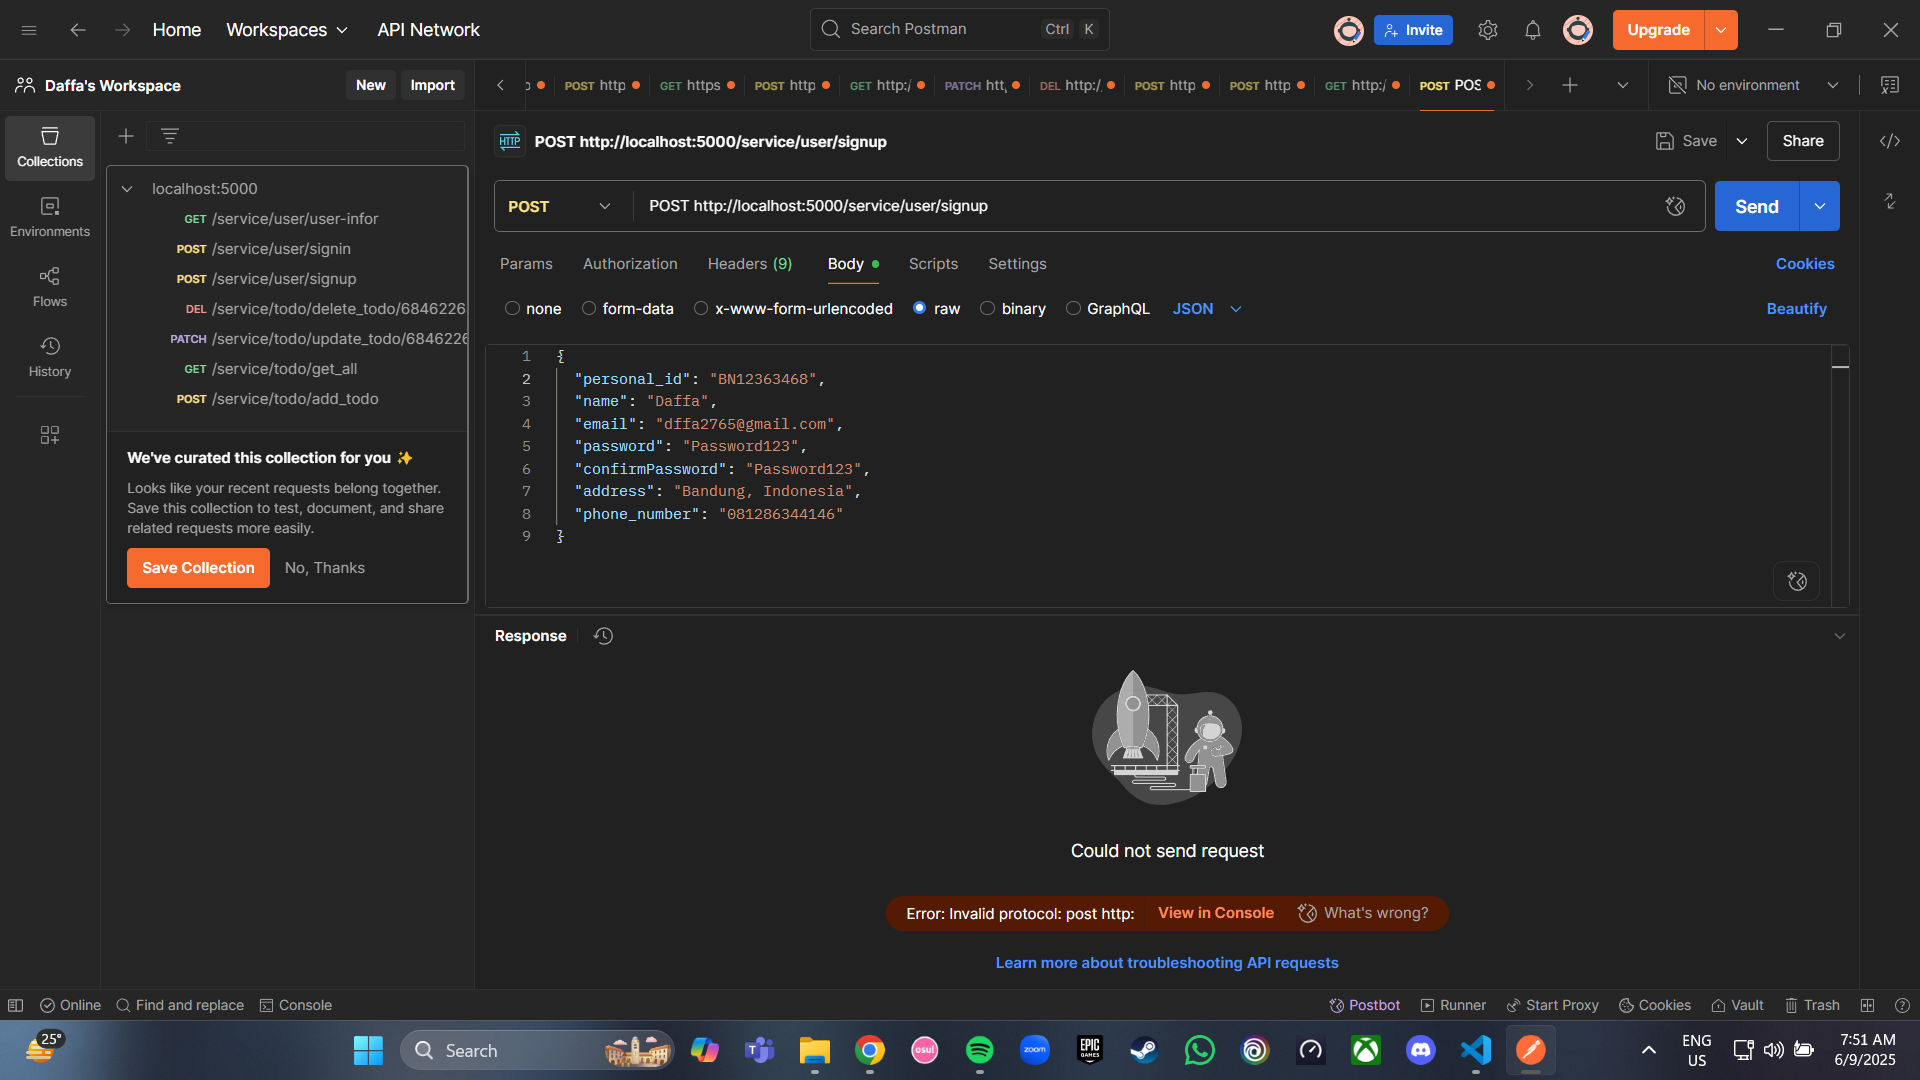 Home
Workspaces
API Network
Search Postman
Ctrl
K
Invite
Upgrade
Daffa's Workspace
New
Import
POST http
GET https
POST http
GET http:/
PATCH htt
DEL http:/
POST http
POST http
GET http:/
POST POS
No environment
Collections
Environments
Flows
History
localhost:5000
GET /service/user/user-infor
POST /service/user/signin
POST /service/user/signup
DEL /service/todo/delete_todo/6846226
PATCH /service/todo/update_todo/6846226
GET /service/todo/get_all
POST /service/todo/add_todo
We've curated this collection for you ✨
Looks like your recent requests belong together.
Save this collection to test, document, and share
related requests more easily.
Save Collection
No, Thanks
HTTP POST http://localhost:5000/service/user/signup
Save
Share
POST
POST http://localhost:5000/service/user/signup
Send
Params
Authorization
Headers (9)
Body
Scripts
Settings
Cookies
none
form-data
x-www-form-urlencoded
raw
binary
GraphQL
JSON
Beautify
1 {
2 "personal_id": "BN12363468",
3 "name": "Daffa",
4 "email": "dffa2765@gmail.com",
5 "password": "Password123",
6 "confirmPassword": "Password123",
7 "address": "Bandung, Indonesia",
8 "phone_number": "081286344146"
9 }
Response
Could not send request
Error: Invalid protocol: post http:
View in Console
What's wrong?
Learn more about troubleshooting API requests
Online
Find and replace
Console
Postbot
Runner
Start Proxy
Cookies
Vault
Trash
25°
Search
osu!
zoom
EPIC
GAMES
ENG
US
7:51 AM
6/9/2025